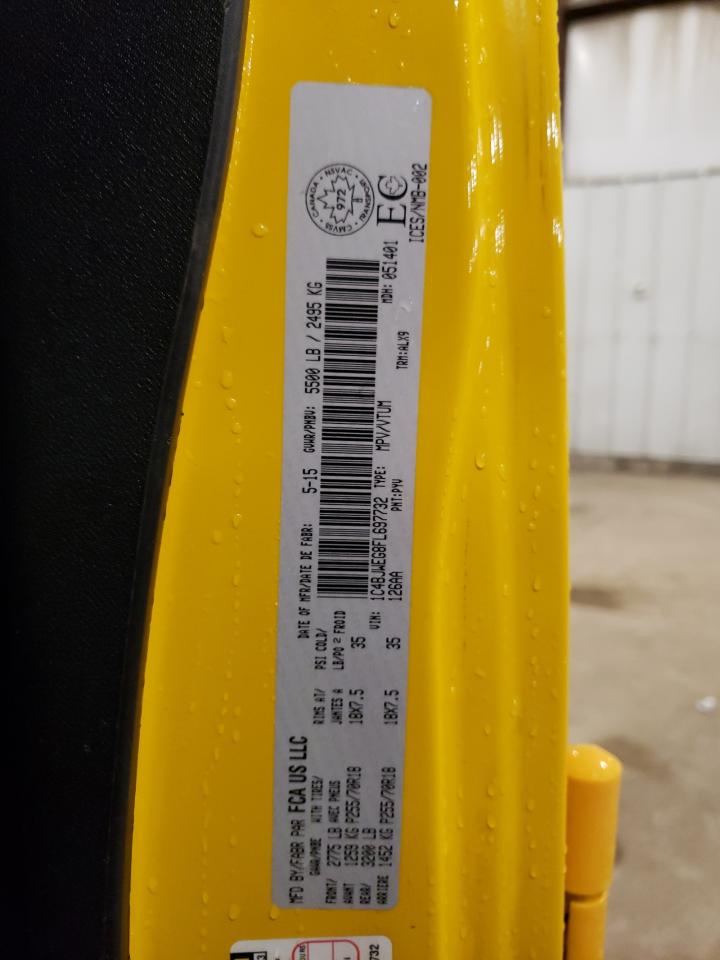 MFD BY/FABR PAR FCA US LLC
DATE OF MFR/DATE DE FABR: 5-15
GVWR/PNBV: 5500 LB / 2495 KG
GAWR/PNBE WITH TIRES/ RIMS AT/ PSI COLD/
AVEC PNEUS JANTES A LB/PO 2 FROID
FRONT/ 2775 LB
AVANT 1259 KG P255/70R18 18X7.5 35
REAR/ 3200 LB
ARRIERE 1452 KG P255/70R18 18X7.5 35
VIN: 1C4BJWEG8FL697732 TYPE: MPV/VTUM
126AA PNT:PYV TRM:ALX9
MDH: 051401
CANADA • NSVAC • TRANSPORT • CMVSS
972
EC
ICES/NMB-002
732